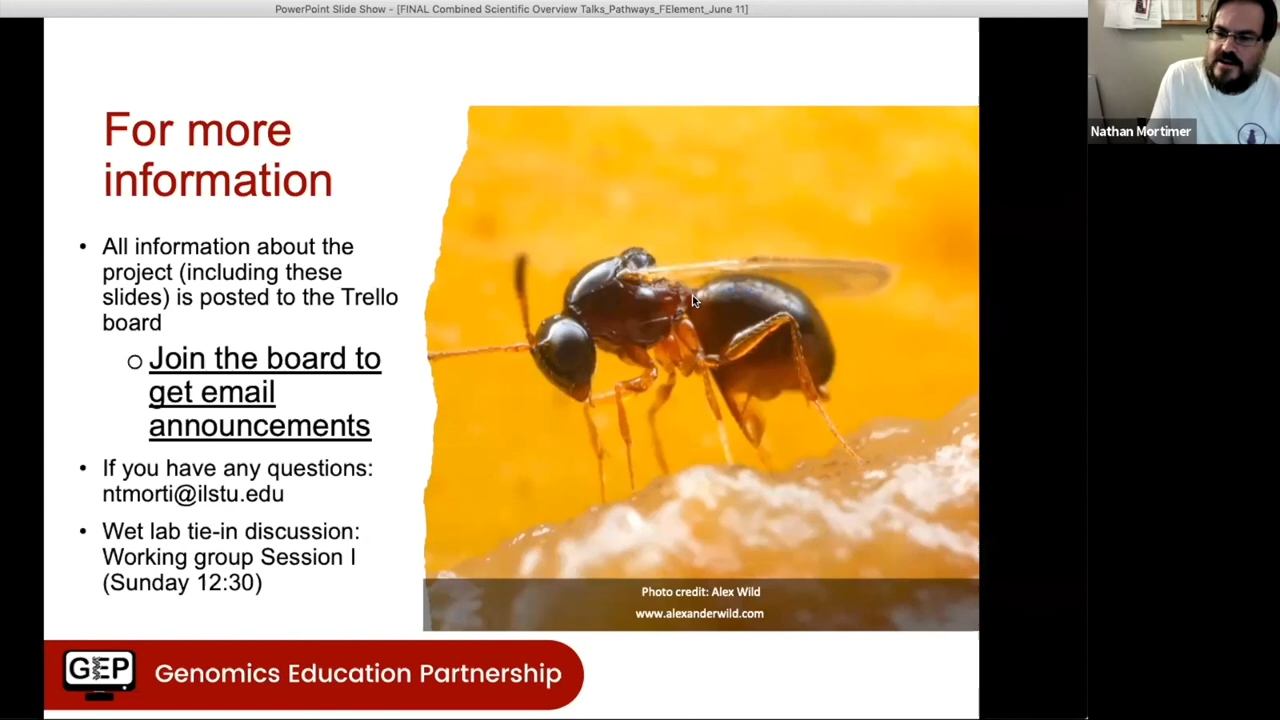 PowerPoint Slide Show - [FINAL Combined Scientific Overview Talks_Pathways_FElement_June 11]
For more
information
• All information about the
project (including these
slides) is posted to the Trello
board
○ Join the board to
get email
announcements
• If you have any questions:
ntmorti@ilstu.edu
• Wet lab tie-in discussion:
Working group Session I
(Sunday 12:30)
Photo credit: Alex Wild
www.alexanderwild.com
GEP
Genomics Education Partnership
Nathan Mortimer